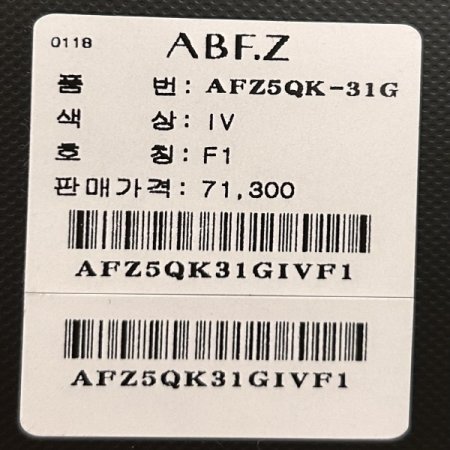 0118
ABF.Z
품 번: AFZ5QK-31G
색 상: IV
호 칭: F1
판매가격: 71,300
AFZ5QK31GIVF1
AFZ5QK31GIVF1